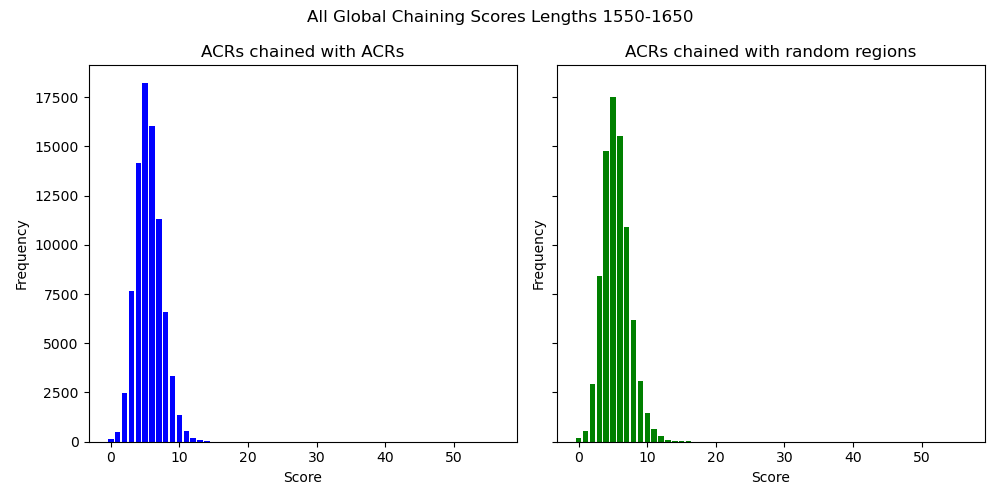 All Global Chaining Scores Lengths 1550-1650
ACRs chained with ACRs
17500
15000
12500
10000
7500
5000
2500
0
Frequency
0 10 20 30 40 50
Score
ACRs chained with random regions
Frequency
0 10 20 30 40 50
Score